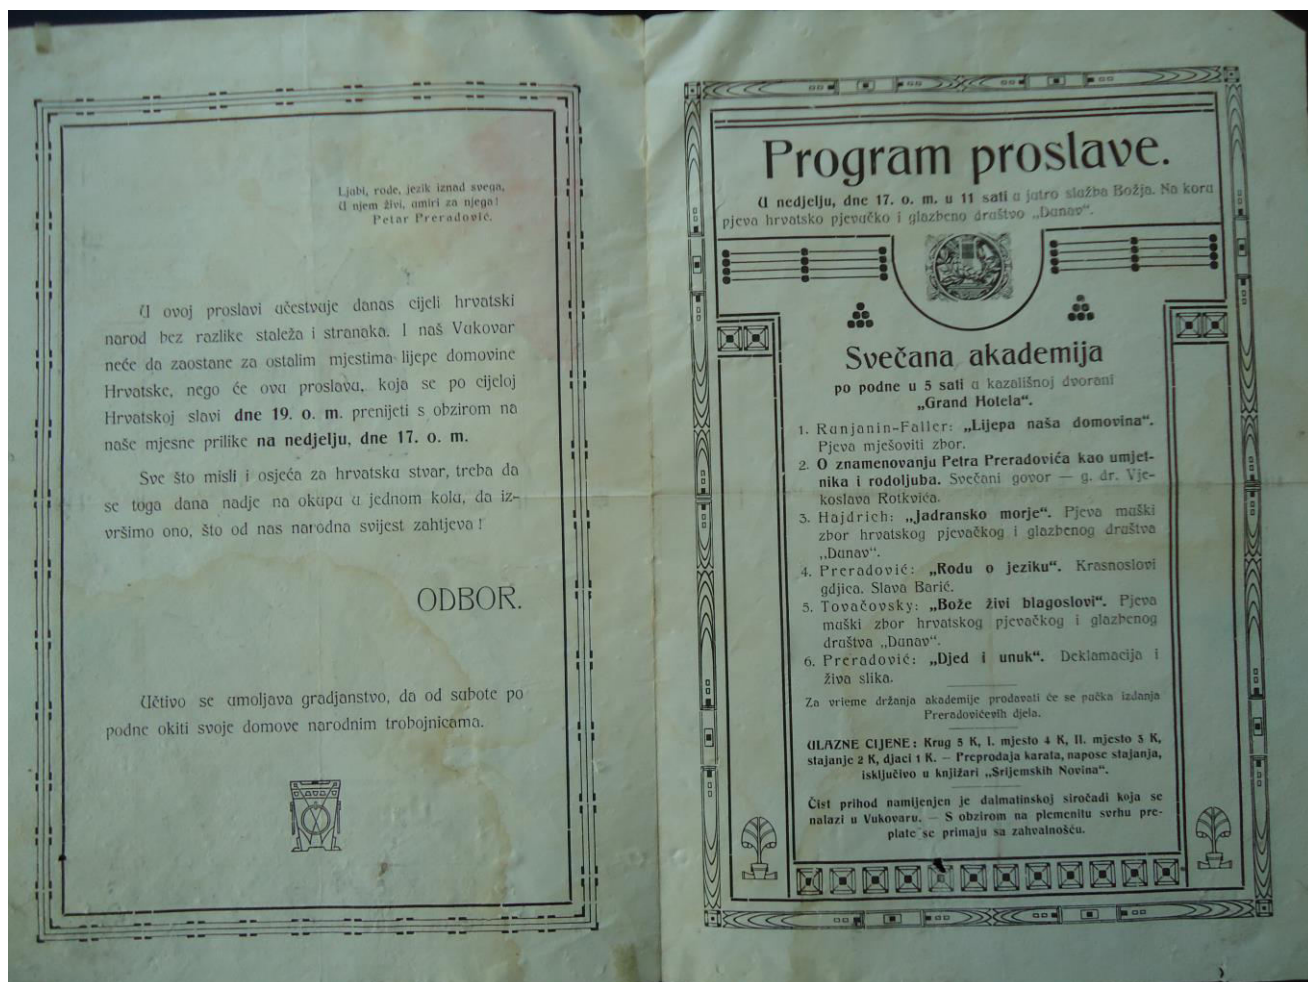 Ljubi, rode, jezik iznad svega,
U njem živi, umiri za njega!
Petar Preradović.
U ovoj proslavi učestvuje danas cijeli hrvatski
narod bez razlike staleža i stranaka. I naš Vukovar
neće da zaostane za ostalim mjestima lijepe domovine
Hrvatske, nego će ovu proslavu, koja se po cijeloj
Hrvatskoj slavi dne 19. o. m. prenijeti s obzirom na
naše mjesne prilike na nedjelju, dne 17. o. m.
Sve što misli i osjeća za hrvatsku stvar, treba da
se toga dana nadje na okupu u jednom kolu, da iz-
vršimo ono, što od nas narodna svijest zahtjeva!
ODBOR.
Učtivo se umoljava gradjanstvo, da od subote po
podne okiti svoje domove narodnim trobojnicama.
Program proslave.
U nedjelju, dne 17. o. m. u 11 sati u jutro služba Božja. Na koru
pjeva hrvatsko pjevačko i glazbeno društvo „Dunav“.
Svečana akademija
po podne u 5 sati u kazališnoj dvorani
„Grand Hotela“.
1. Runjanin-Faller: „Lijepa naša domovina“.
Pjeva mješoviti zbor.
2. O znamenovanju Petra Preradovića kao umjet-
nika i rodoljuba. Svečani govor — g. dr. Vje-
koslava Rotkvića.
3. Hajdrich: „Jadransko morje“. Pjeva muški
zbor hrvatskog pjevačkog i glazbenog društva
„Dunav“.
4. Preradović: „Rodu o jeziku“. Krasnoslovi
gdjica. Slava Barić.
5. Tovačovsky: „Bože živi blagoslovi“. Pjeva
muški zbor hrvatskog pjevačkog i glazbenog
društva „Dunav“.
6. Preradović: „Djed i unuk“. Deklamacija i
živa slika.
Za vrieme držanja akademije prodavati će se pučka izdanja
Preradovićevih djela.
ULAZNE CIJENE: Krug 5 K, I. mjesto 4 K, II. mjesto 3 K,
stajanje 2 K, djaci 1 K. — Preprodaja karata, napose stajanja,
isključivo u knjižari „Srijemskih Novina“.
Čist prihod namijenjen je dalmatinskoj siročadi koja se
nalazi u Vukovaru. — S obzirom na plemenitu svrhu pre-
plate se primaju sa zahvalnošću.